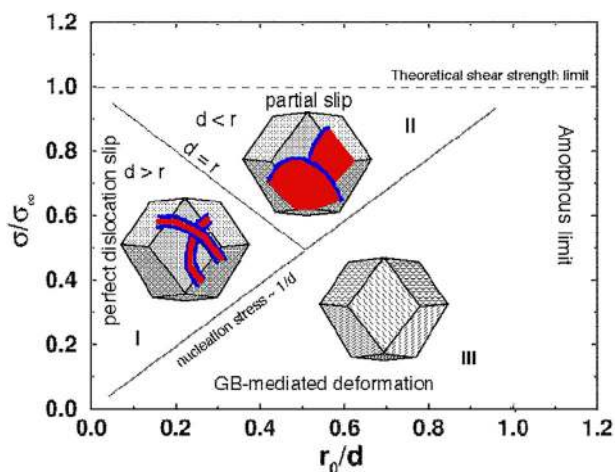 1.2
1.0
0.8
0.6
0.4
0.2
0.0
σ/σ∞
Theoretical shear strength limit
partial slip
d < r
II
d = r
d > r
perfect dislocation slip
Amorphous limit
I
nucleation stress ~ 1/d
III
GB-mediated deformation
0.0 0.2 0.4 0.6 0.8 1.0 1.2
r₀/d